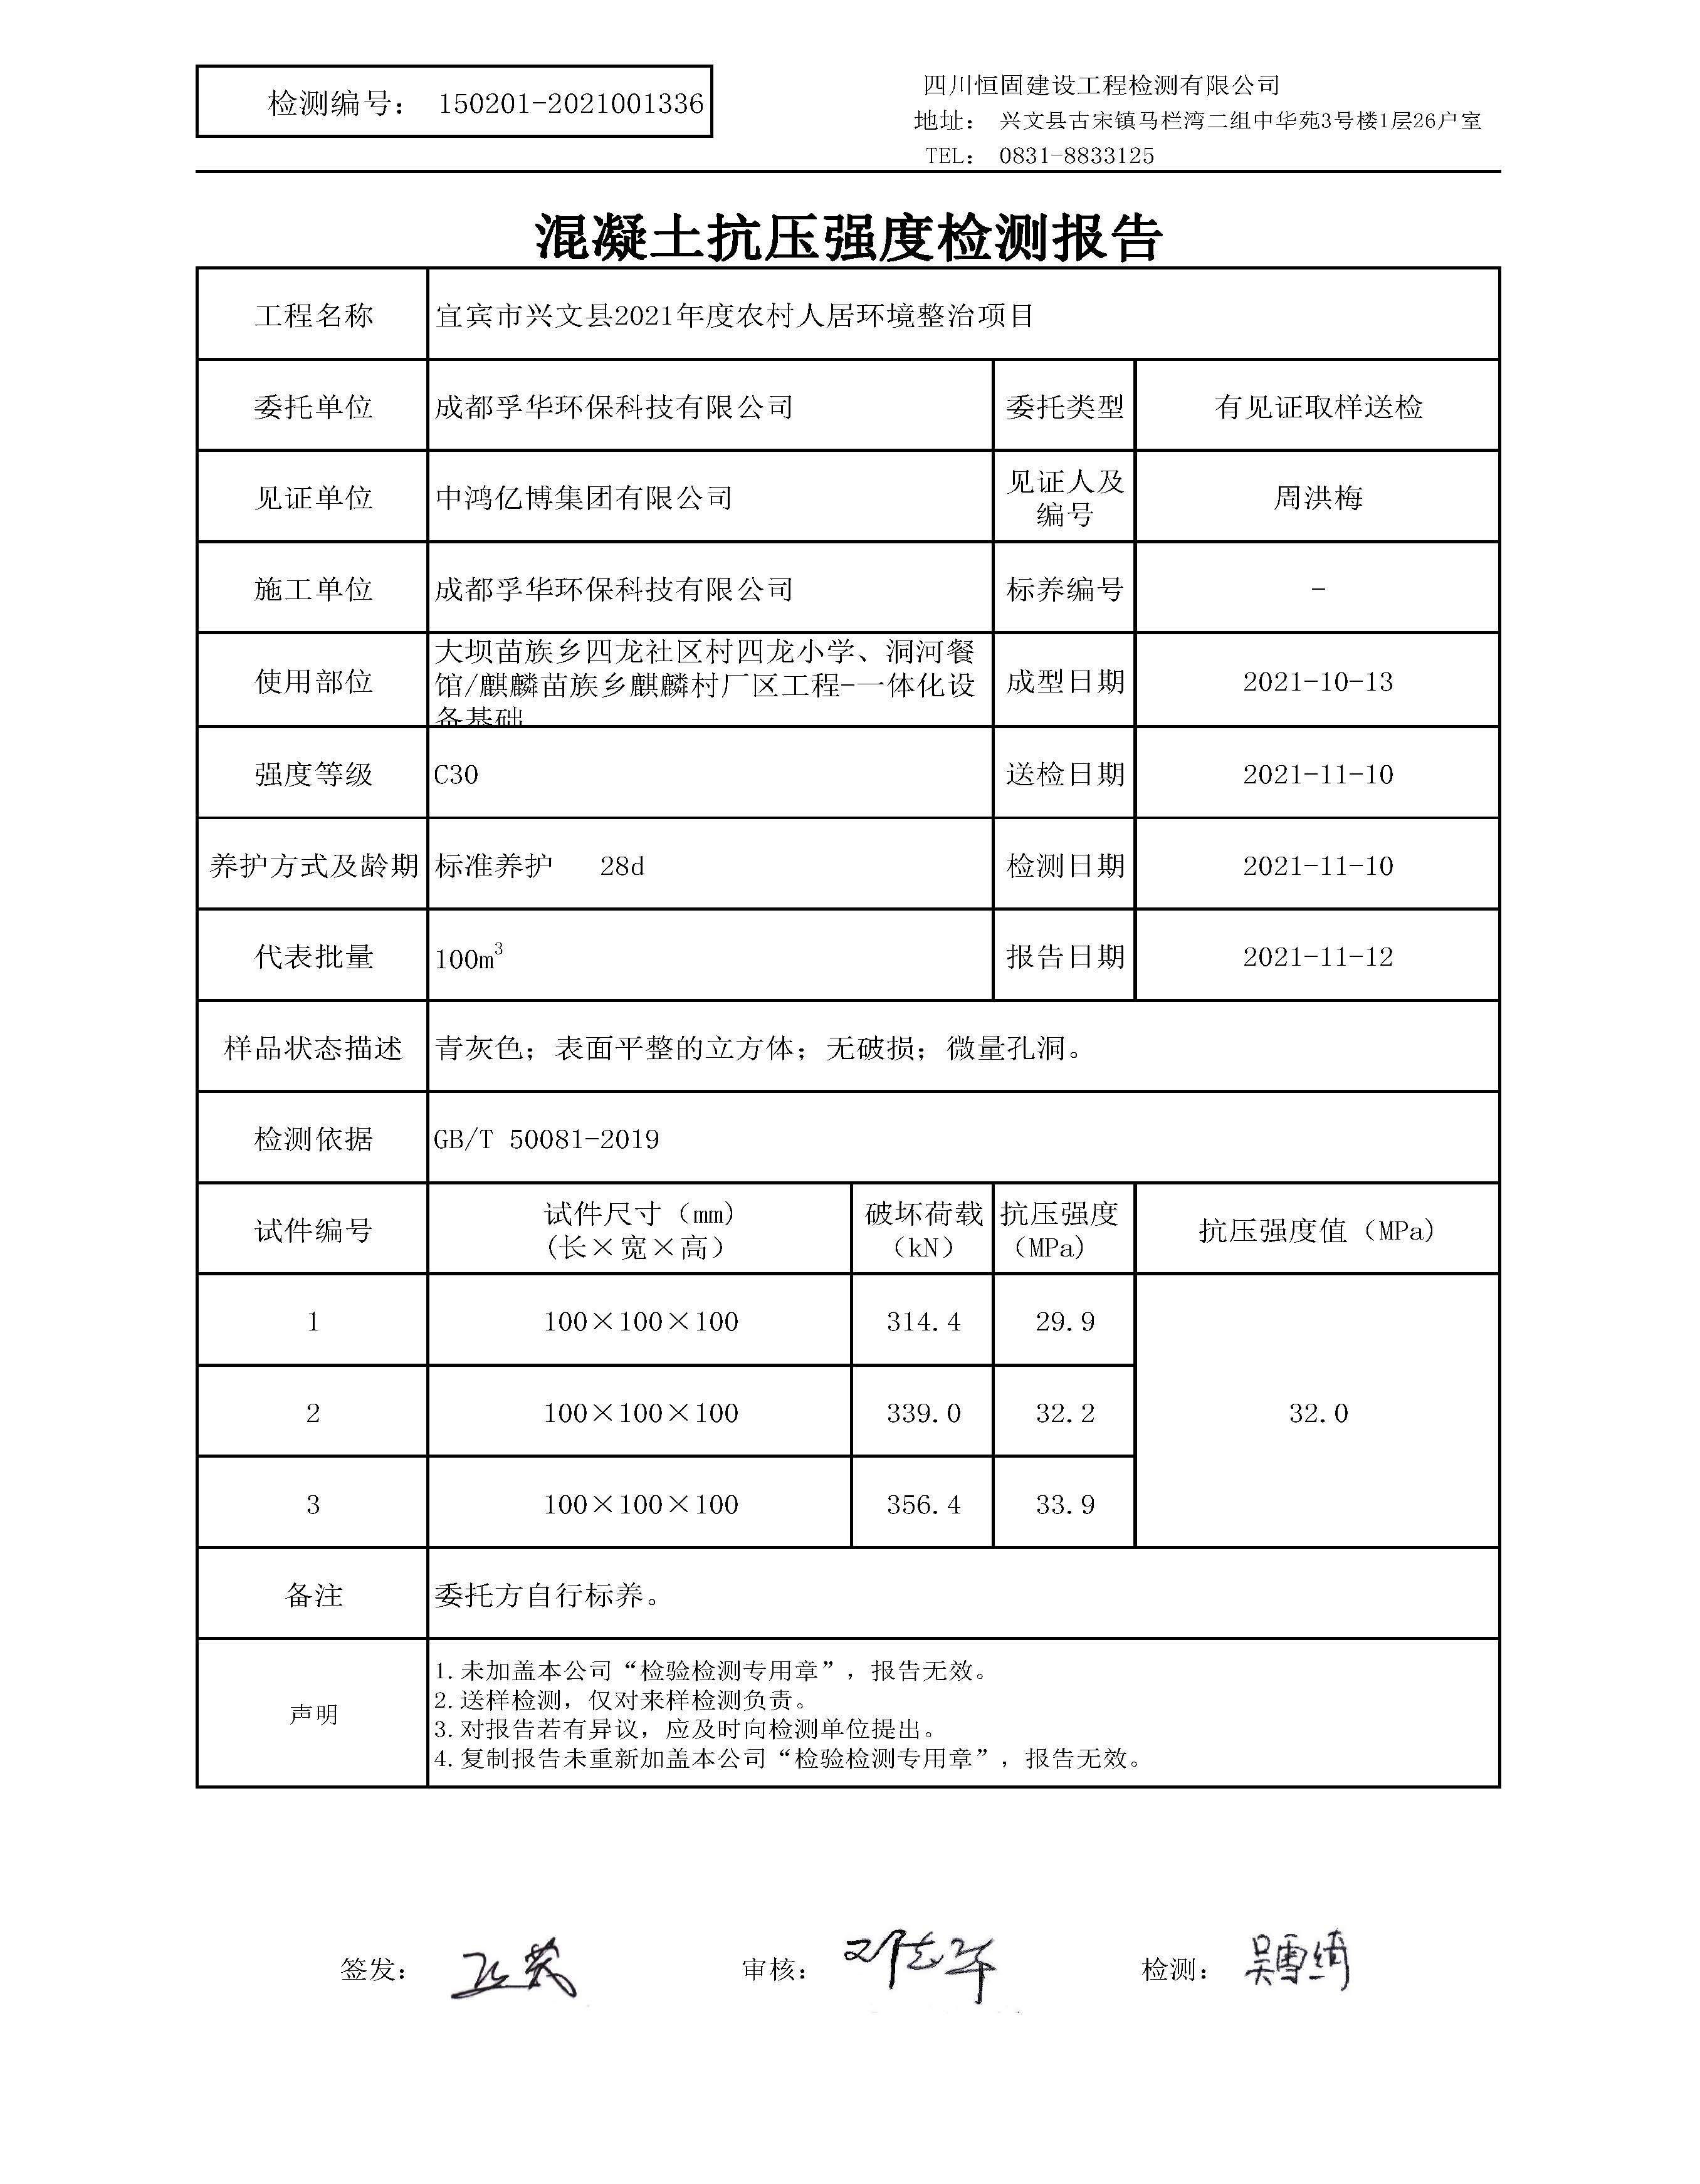 检测编号： 150201-2021001336
四川恒固建设工程检测有限公司
地址： 兴文县古宋镇马栏湾二组中华苑3号楼1层26户室
TEL： 0831-8833125
混凝土抗压强度检测报告
工程名称 宜宾市兴文县2021年度农村人居环境整治项目
委托单位 成都孚华环保科技有限公司 委托类型 有见证取样送检
见证单位 中鸿亿博集团有限公司 见证人及
编号 周洪梅
施工单位 成都孚华环保科技有限公司 标养编号 -
使用部位 大坝苗族乡四龙社区村四龙小学、洞河餐
馆/麒麟苗族乡麒麟村厂区工程-一体化设
备基础
成型日期 2021-10-13
强度等级 C30 送检日期 2021-11-10
养护方式及龄期 标准养护 28d 检测日期 2021-11-10
代表批量 100m³ 报告日期 2021-11-12
样品状态描述 青灰色；表面平整的立方体；无破损；微量孔洞。
检测依据 GB/T 50081-2019
试件编号 试件尺寸（mm)
(长×宽×高）
破坏荷载
（kN）
抗压强度
（MPa)
抗压强度值（MPa)
1 100×100×100 314.4 29.9
2 100×100×100 339.0 32.2 32.0
3 100×100×100 356.4 33.9
备注 委托方自行标养。
声明
1.未加盖本公司“检验检测专用章”，报告无效。
2.送样检测，仅对来样检测负责。
3.对报告若有异议，应及时向检测单位提出。
4.复制报告未重新加盖本公司“检验检测专用章”，报告无效。
签发： 审核： 检测： 吴雪绮